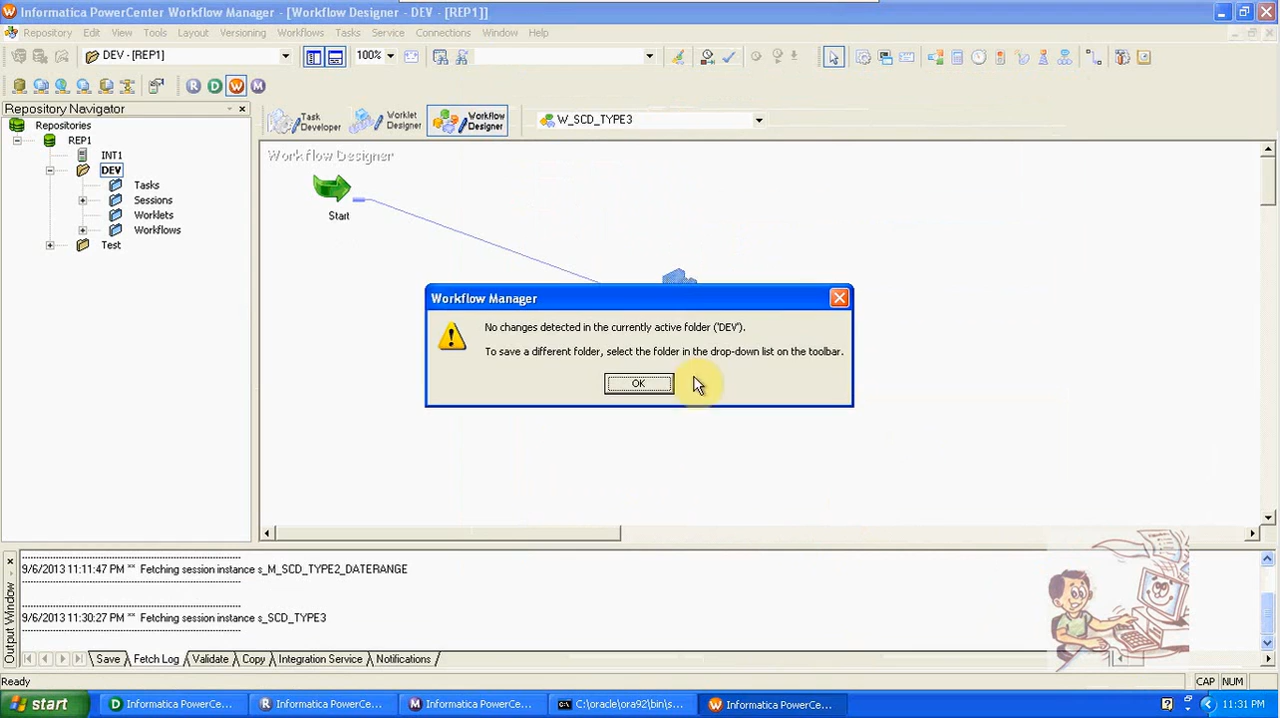 Informatica PowerCenter Workflow Manager - [Workflow Designer - DEV - [REP1]]
Repository Edit View Tools Layout Versioning Workflows Tasks Service Connections Window Help
DEV - [REP1] 100%
R D W M
Repository Navigator
Task Developer Worklet Designer Workflow Designer W_SCD_TYPE3
Repositories
REP1
INT1
DEV
Tasks
Sessions
Worklets
Workflows
Test
Workflow Designer
Start
Workflow Manager
No changes detected in the currently active folder ('DEV').
To save a different folder, select the folder in the drop-down list on the toolbar.
OK
9/6/2013 11:11:47 PM ** Fetching session instance s_M_SCD_TYPE2_DATERANGE
9/6/2013 11:30:27 PM ** Fetching session instance s_SCD_TYPE3
Output Window
Save Fetch Log Validate Copy Integration Service Notifications
Ready CAP NUM
start D Informatica PowerCe... R Informatica PowerCe... M Informatica PowerCe... C:\oracle\ora92\bin\s... W Informatica PowerCe... 11:31 PM